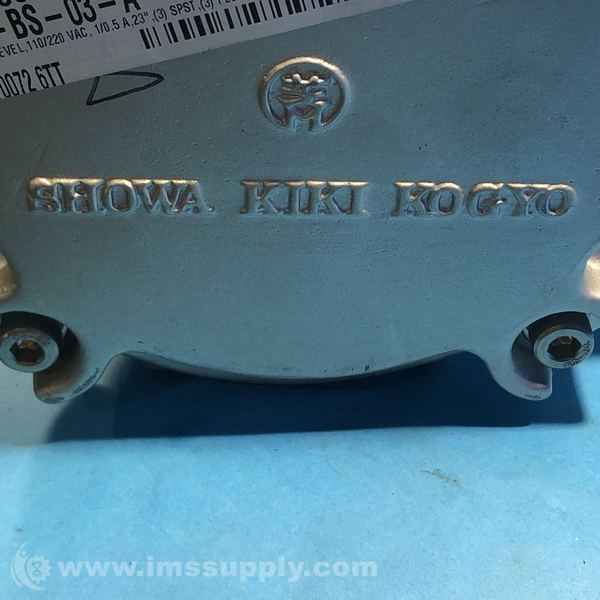 -BS-03-A
EVEL,110/220 VAC, 1/0.5 A,23",(3) SPST,(3)
0072 6TT
SHOWA KIKI KOGYO
www.imssupply.com